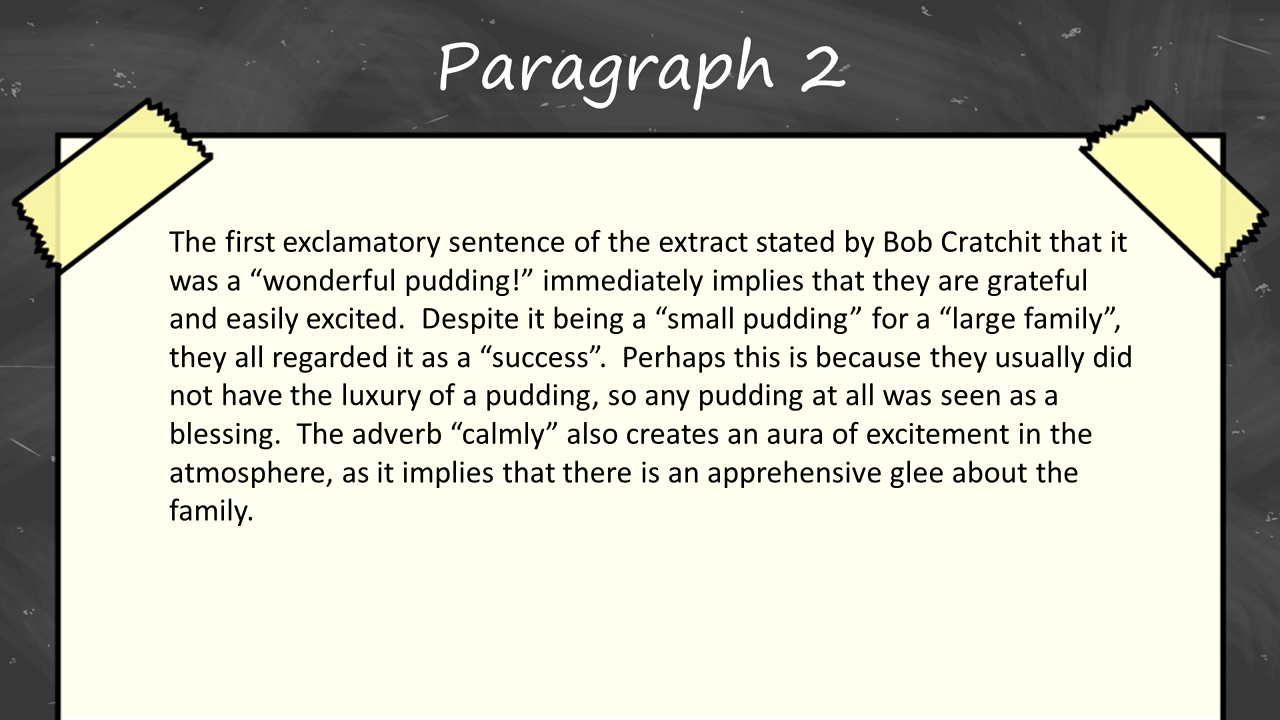 Paragraph 2
The first exclamatory sentence of the extract stated by Bob Cratchit that it
was a “wonderful pudding!” immediately implies that they are grateful
and easily excited.  Despite it being a “small pudding” for a “large family”,
they all regarded it as a “success”.  Perhaps this is because they usually did
not have the luxury of a pudding, so any pudding at all was seen as a
blessing.  The adverb “calmly” also creates an aura of excitement in the
atmosphere, as it implies that there is an apprehensive glee about the
family.